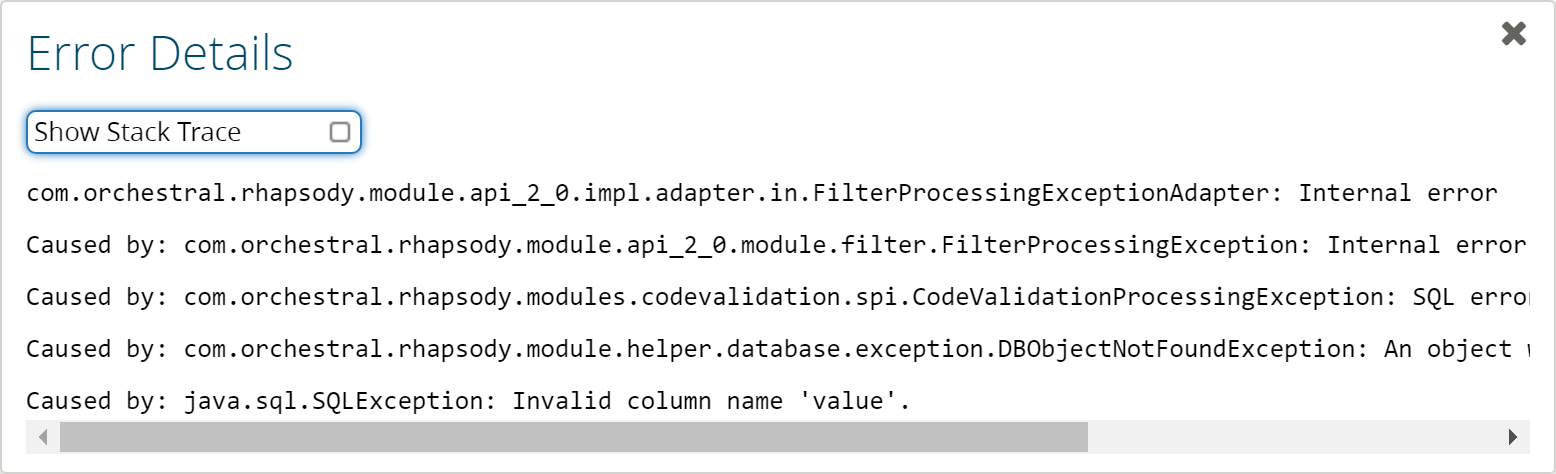 Error Details
Show Stack Trace
com.orchestral.rhapsody.module.api_2_0.impl.adapter.in.FilterProcessingExceptionAdapter: Internal error
Caused by: com.orchestral.rhapsody.module.api_2_0.module.filter.FilterProcessingException: Internal error
Caused by: com.orchestral.rhapsody.modules.codevalidation.spi.CodeValidationProcessingException: SQL error
Caused by: com.orchestral.rhapsody.module.helper.database.exception.DBObjectNotFoundException: An object
Caused by: java.sql.SQLException: Invalid column name 'value'.